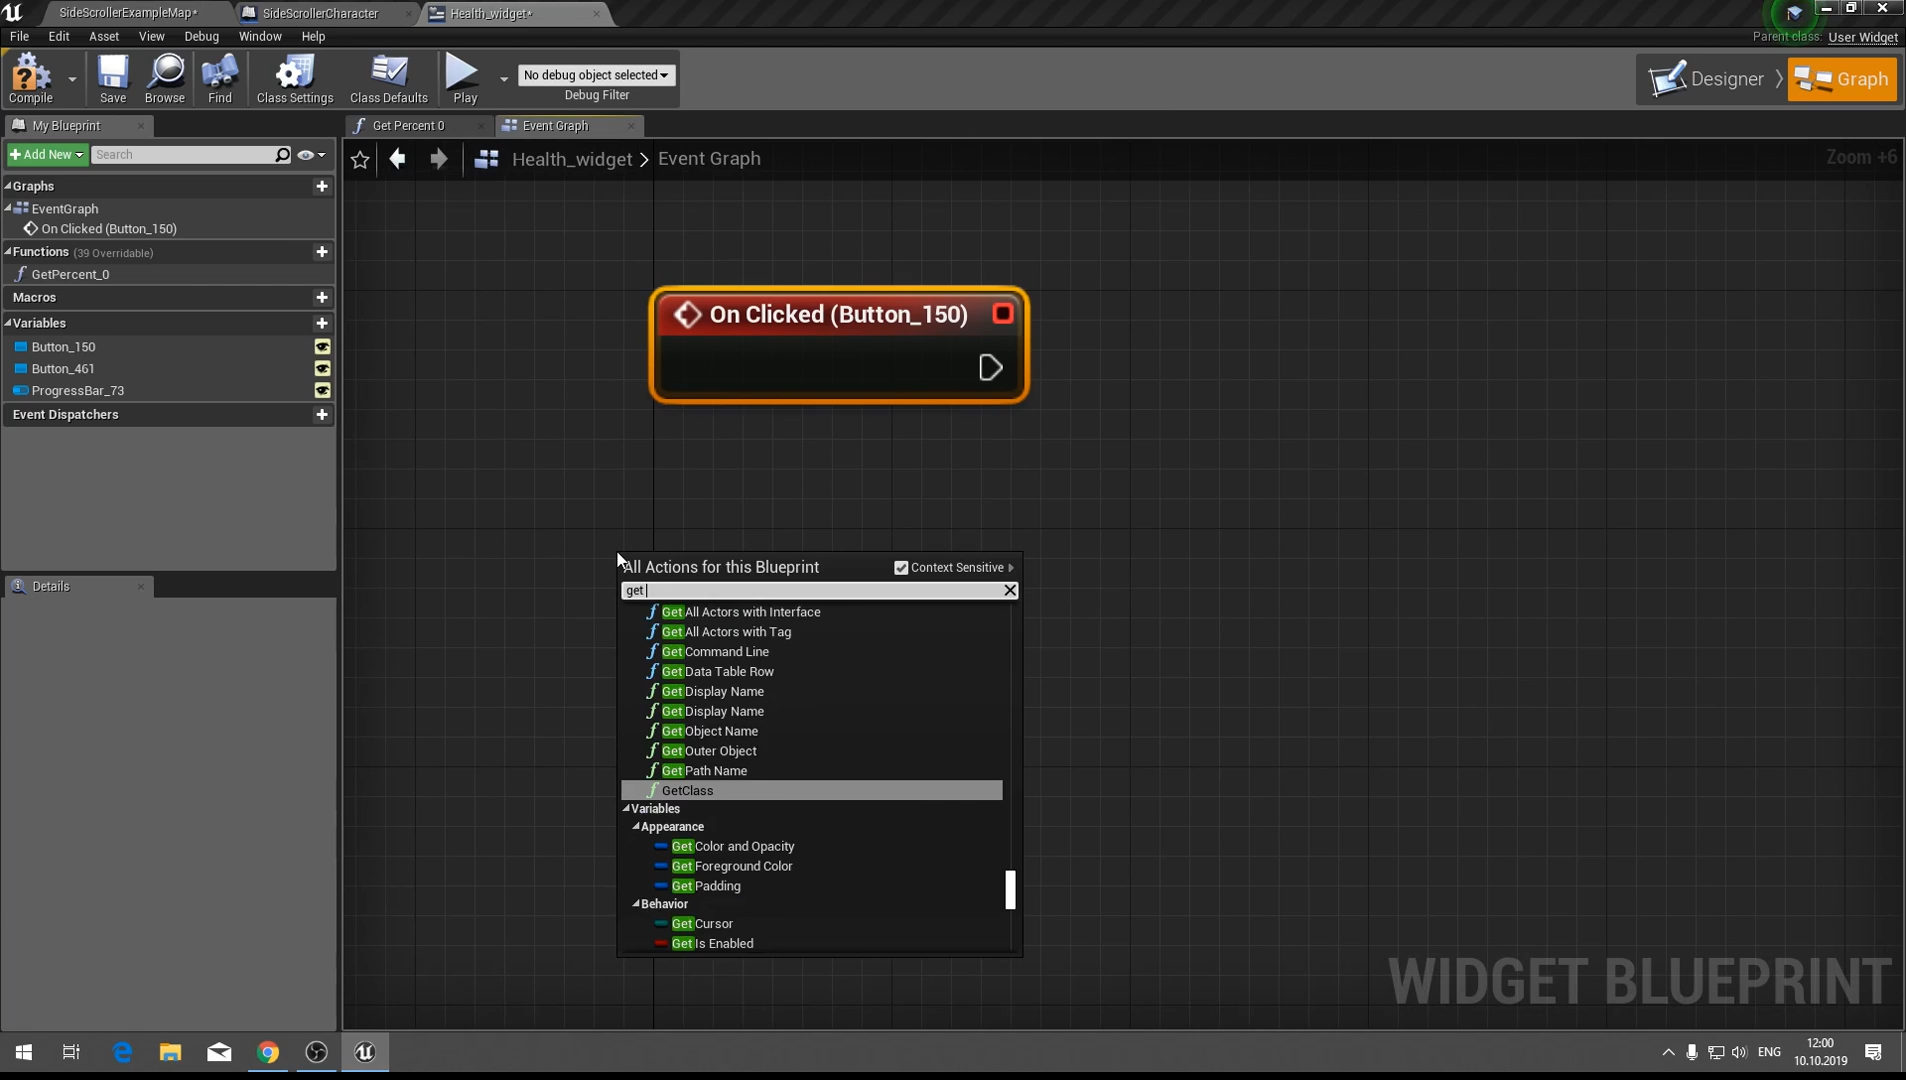 SideScrollerExampleMap*
SideScrollerCharacter
Health_widget*
File Edit Asset View Debug Window Help
Parent class: User Widget
Compile
Save
Browse
Find
Class Settings
Class Defaults
Play
No debug object selected
Debug Filter
Designer
Graph
My Blueprint
Get Percent 0
Event Graph
Add New
Search
Health_widget > Event Graph
Zoom +6
Graphs
EventGraph
On Clicked (Button_150)
Functions (39 Overridable)
GetPercent_0
Macros
Variables
Button_150
Button_461
ProgressBar_73
Event Dispatchers
Details
On Clicked (Button_150)
All Actions for this Blueprint
Context Sensitive
get
Get All Actors with Interface
Get All Actors with Tag
Get Command Line
Get Data Table Row
Get Display Name
Get Display Name
Get Object Name
Get Outer Object
Get Path Name
GetClass
Variables
Appearance
Get Color and Opacity
Get Foreground Color
Get Padding
Behavior
Get Cursor
Get Is Enabled
WIDGET BLUEPRINT
ENG
12:00
10.10.2019